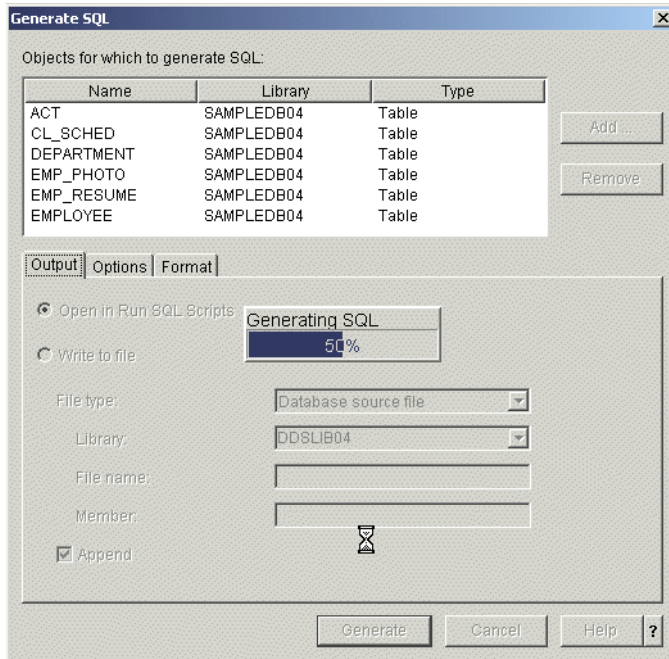 Generate SQL
Objects for which to generate SQL:
Name Library Type
ACT SAMPLEDB04 Table
CL_SCHED SAMPLEDB04 Table
DEPARTMENT SAMPLEDB04 Table
EMP_PHOTO SAMPLEDB04 Table
EMP_RESUME SAMPLEDB04 Table
EMPLOYEE SAMPLEDB04 Table
Add ...
Remove
Output Options Format
Open in Run SQL Scripts
Generating SQL
50%
Write to file
File type: Database source file
Library: DDSLIB04
File name:
Member:
Append
Generate Cancel Help ?